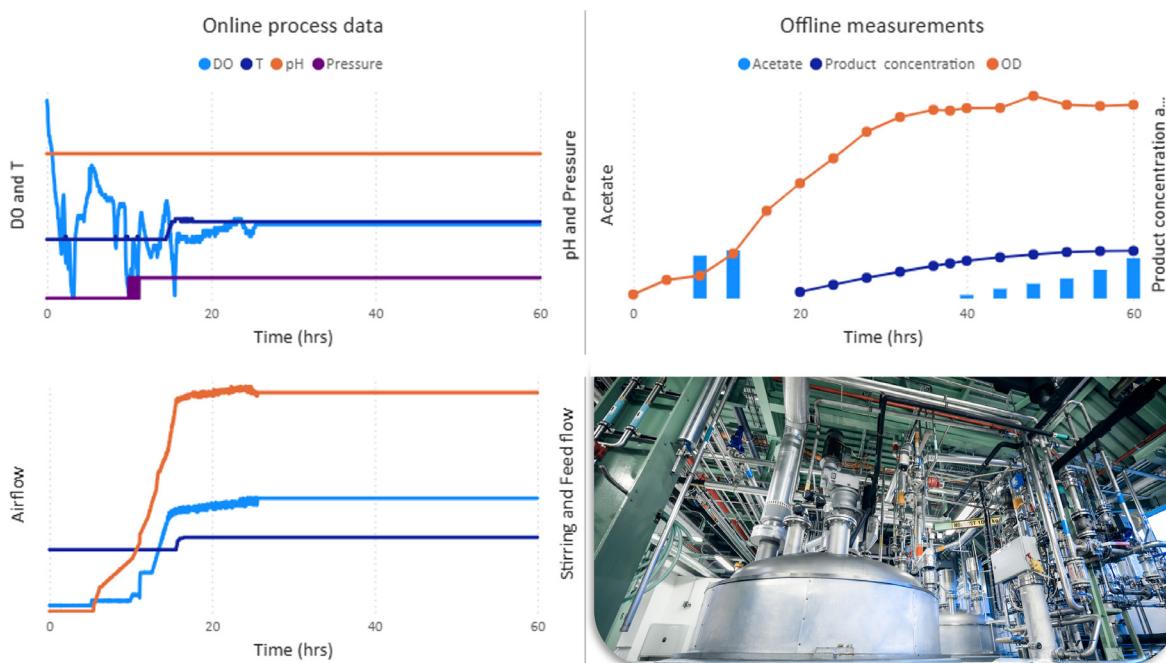 Online process data
DO T pH Pressure
DO and T
pH and Pressure
0 20 40 60
Time (hrs)
Offline measurements
Acetate Product concentration OD
Acetate
Product concentration a...
0 20 40 60
Time (hrs)
Airflow
Stirring and Feed flow
0 20 40 60
Time (hrs)